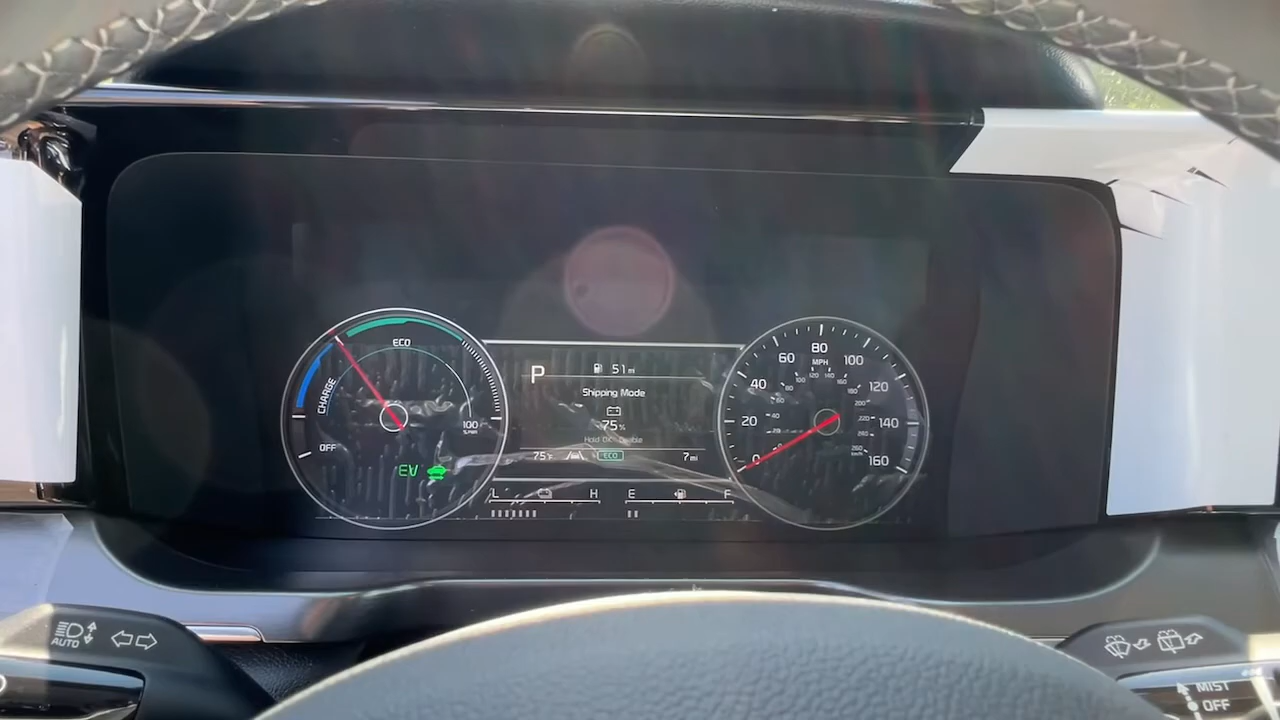 ECO
CHARGE
OFF
100
EV
P
51 mi
Shipping Mode
75 %
75°F
ECO
7 mi
L H
E F
0
20
40
60
80
100
120
140
160
MPH
AUTO
MIST
OFF